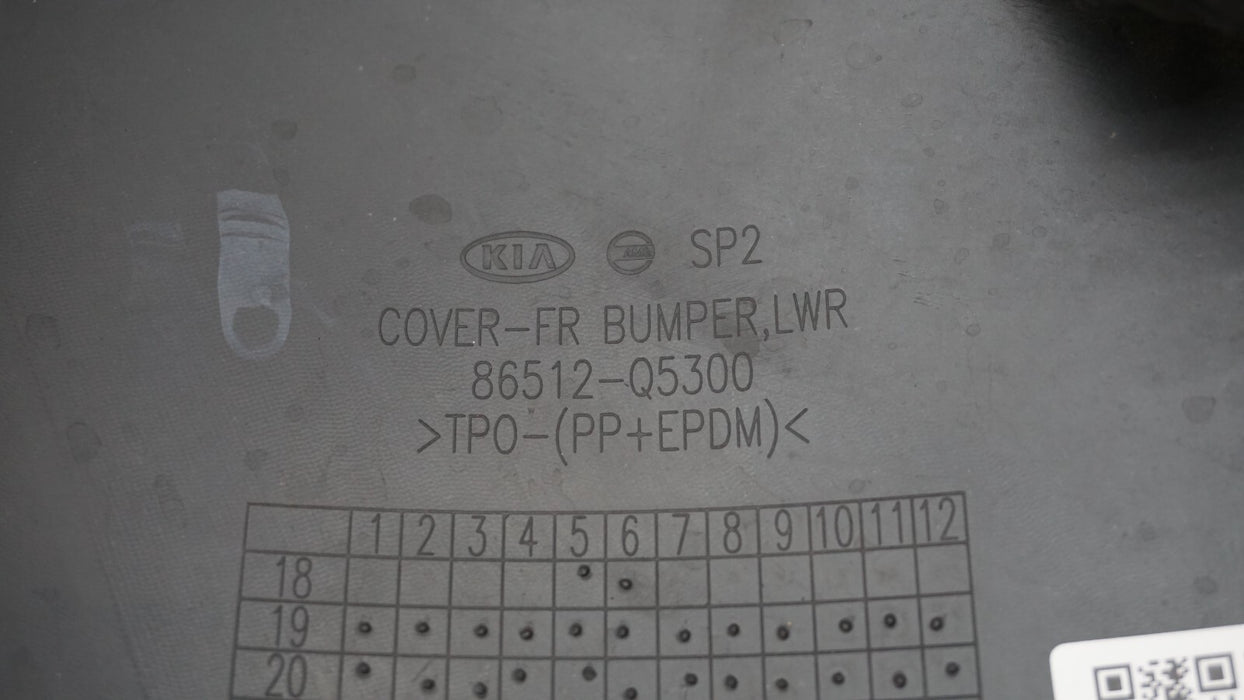 KIA SP2
COVER-FR BUMPER,LWR
86512-Q5300
>TPO-(PP+EPDM)<
1 2 3 4 5 6 7 8 9 10 11 12
18
19
20